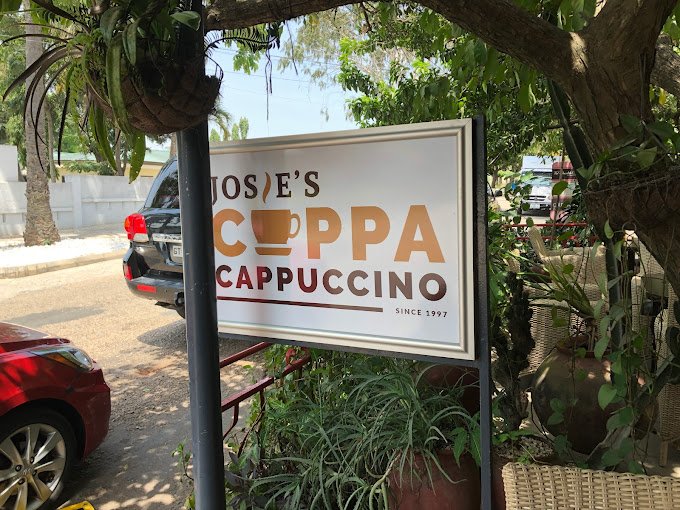 JOSIE'S
CUPPA
CAPPUCCINO
SINCE 1997